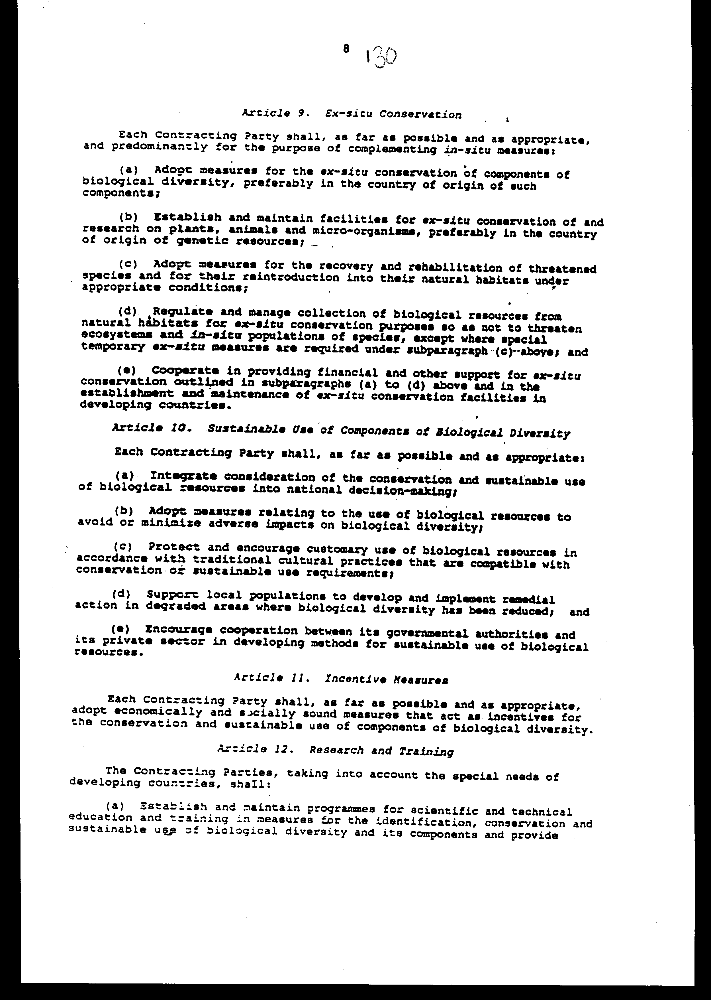 8
130
Article 9. Ex-situ Conservation
Each Contracting Party shall, as far as possible and as appropriate,
and predominantly for the purpose of complementing in-situ measures:
(a) Adopt measures for the ex-situ conservation of components of
biological diversity, preferably in the country of origin of such
components;
(b) Establish and maintain facilities for ex-situ conservation of and
research on plants, animals and micro-organisms, preferably in the country
of origin of genetic resources;
(c) Adopt measures for the recovery and rehabilitation of threatened
species and for their reintroduction into their natural habitats under
appropriate conditions;
(d) Regulate and manage collection of biological resources from
natural habitats for ex-situ conservation purposes so as not to threaten
ecosystems and in-situ populations of species, except where special
temporary ex-situ measures are required under subparagraph (c) above; and
(e) Cooperate in providing financial and other support for ex-situ
conservation outlined in subparagraphs (a) to (d) above and in the
establishment and maintenance of ex-situ conservation facilities in
developing countries.
Article 10. Sustainable Use of Components of Biological Diversity
Each Contracting Party shall, as far as possible and as appropriate:
(a) Integrate consideration of the conservation and sustainable use
of biological resources into national decision-making;
(b) Adopt measures relating to the use of biological resources to
avoid or minimize adverse impacts on biological diversity;
(c) Protect and encourage customary use of biological resources in
accordance with traditional cultural practices that are compatible with
conservation or sustainable use requirements;
(d) Support local populations to develop and implement remedial
action in degraded areas where biological diversity has been reduced; and
(e) Encourage cooperation between its governmental authorities and
its private sector in developing methods for sustainable use of biological
resources.
Article 11. Incentive Measures
Each Contracting Party shall, as far as possible and as appropriate,
adopt economically and socially sound measures that act as incentives for
the conservation and sustainable use of components of biological diversity.
Article 12. Research and Training
The Contracting Parties, taking into account the special needs of
developing countries, shall:
(a) Establish and maintain programmes for scientific and technical
education and training in measures for the identification, conservation and
sustainable use of biological diversity and its components and provide